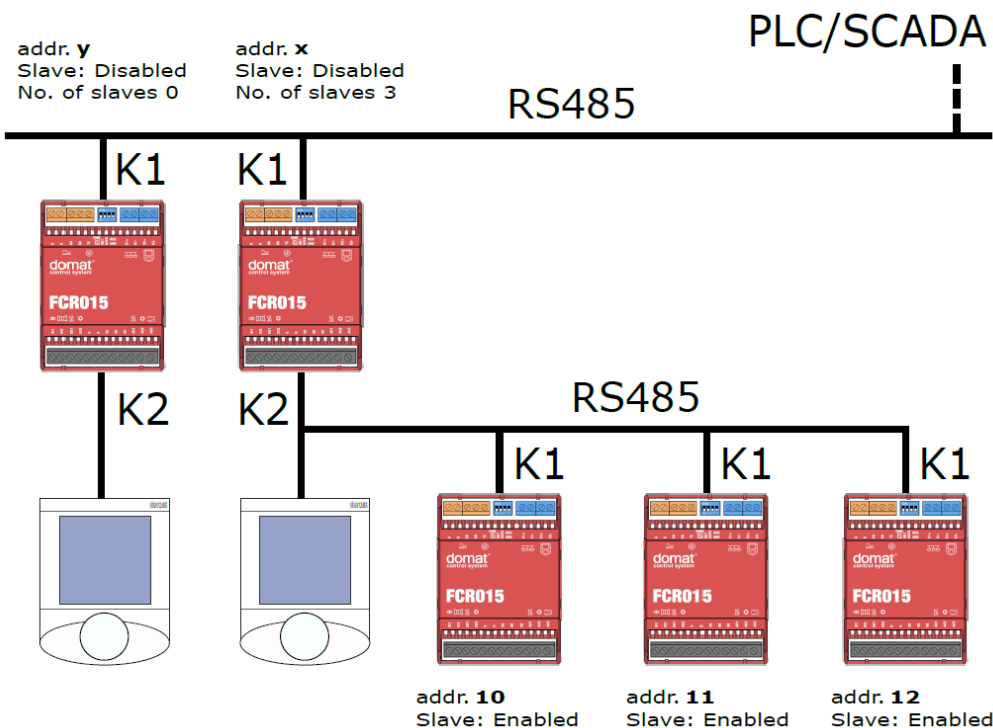 PLC/SCADA
addr. y
Slave: Disabled
No. of slaves 0
addr. x
Slave: Disabled
No. of slaves 3
RS485
K1
K1
domat
control system
FCR015
domat
control system
FCR015
K2
K2
RS485
K1
K1
K1
domat
control system
FCR015
domat
control system
FCR015
domat
control system
FCR015
addr. 10
Slave: Enabled
addr. 11
Slave: Enabled
addr. 12
Slave: Enabled